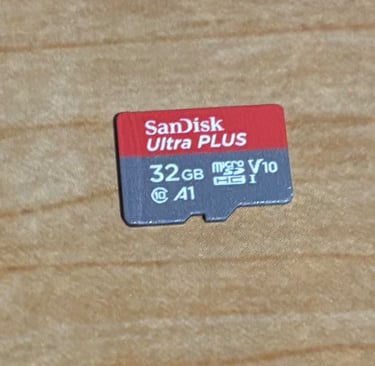 SanDisk
Ultra PLUS
32GB microSDHC I V10
10 A1